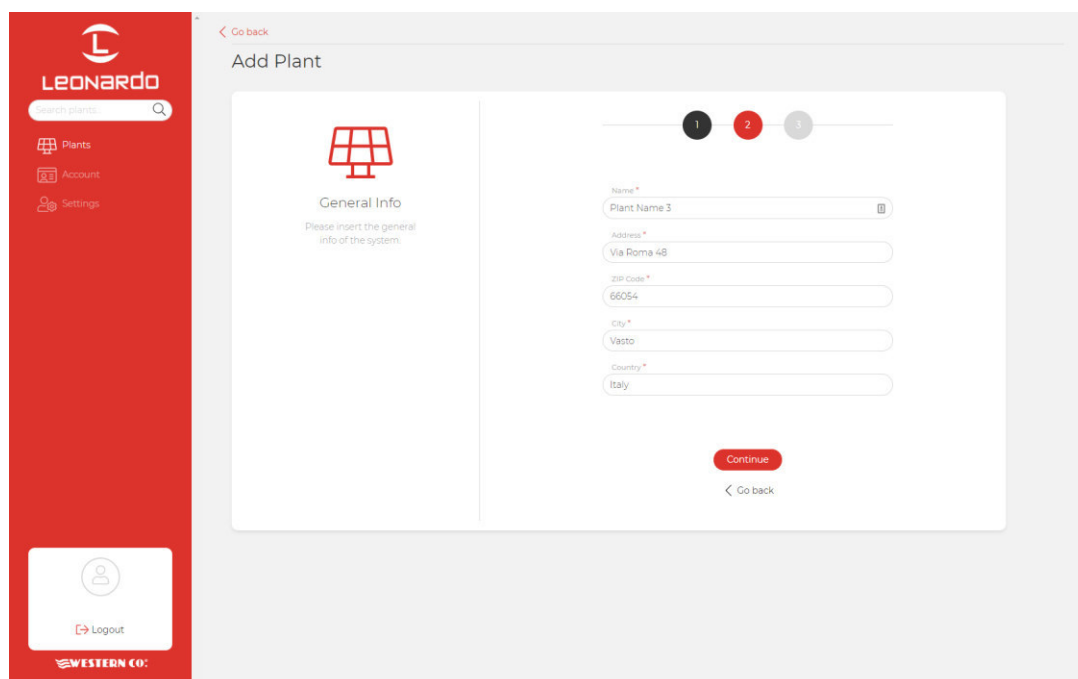 L
Leonardo
Search plants...
Plants
Account
Settings
Logout
WESTERN CO.
Go back
Add Plant
General Info
Please insert the general
info of the system.
1 2 3
Name *
Plant Name 3
Address *
Via Roma 48
ZIP Code *
66054
City *
Vasto
Country *
Italy
Continue
Go back